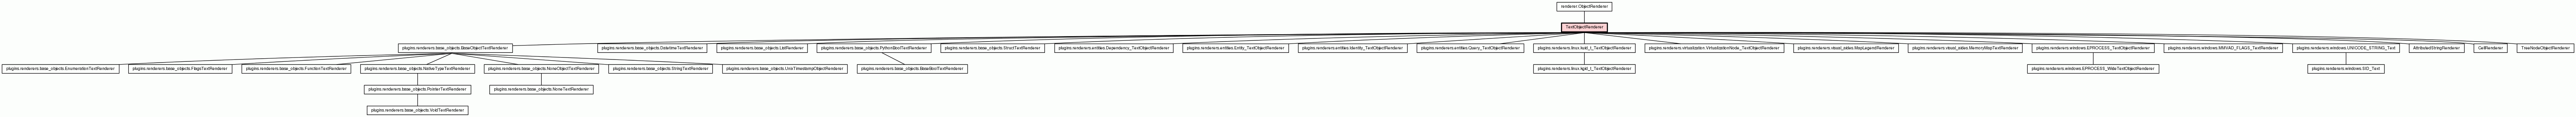 renderer.ObjectRenderer
TextObjectRenderer
plugins.renderers.base_objects.BaseObjectTextRenderer
plugins.renderers.base_objects.DatetimeTextRenderer
plugins.renderers.base_objects.ListRenderer
plugins.renderers.base_objects.PythonBoolTextRenderer
plugins.renderers.base_objects.StructTextRenderer
plugins.renderers.entities.Dependency_TextObjectRenderer
plugins.renderers.entities.Entity_TextObjectRenderer
plugins.renderers.entities.Identity_TextObjectRenderer
plugins.renderers.entities.Query_TextObjectRenderer
plugins.renderers.linux.kuid_t_TextObjectRenderer
plugins.renderers.virtualization.VirtualizationNode_TextObjectRenderer
plugins.renderers.visual_aides.MapLegendRenderer
plugins.renderers.visual_aides.MemoryMapTextRenderer
plugins.renderers.windows.EPROCESS_TextObjectRenderer
plugins.renderers.windows.MMVAD_FLAGS_TextRenderer
plugins.renderers.windows.UNICODE_STRING_Text
AttributedStringRenderer
CellRenderer
TreeNodeObjectRenderer
plugins.renderers.base_objects.EnumerationTextRenderer
plugins.renderers.base_objects.FlagsTextRenderer
plugins.renderers.base_objects.FunctionTextRenderer
plugins.renderers.base_objects.NativeTypeTextRenderer
plugins.renderers.base_objects.NoneObjectTextRenderer
plugins.renderers.base_objects.StringTextRenderer
plugins.renderers.base_objects.UnixTimestampObjectRenderer
plugins.renderers.base_objects.BaseBoolTextRenderer
plugins.renderers.linux.kgid_t_TextObjectRenderer
plugins.renderers.windows.EPROCESS_WideTextObjectRenderer
plugins.renderers.windows.SID_Text
plugins.renderers.base_objects.PointerTextRenderer
plugins.renderers.base_objects.NoneTextRenderer
plugins.renderers.base_objects.VoidTextRenderer